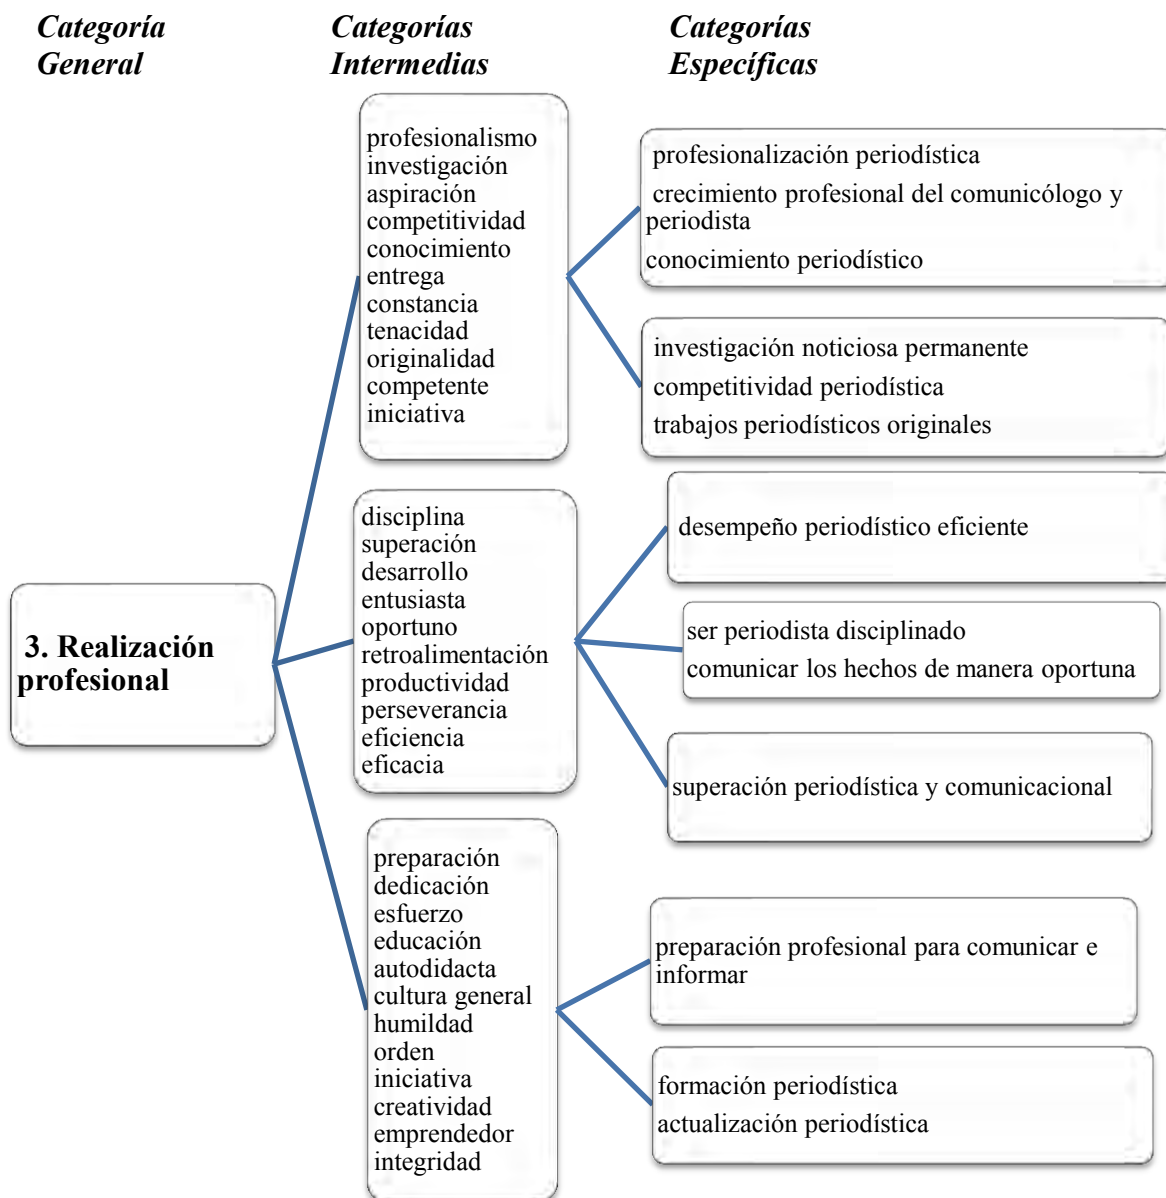 Categoría
General
Categorías
Intermedias
Categorías
Específicas
3. Realización
profesional
profesionalismo
investigación
aspiración
competitividad
conocimiento
entrega
constancia
tenacidad
originalidad
competente
iniciativa
profesionalización periodística
crecimiento profesional del comunicólogo y
periodista
conocimiento periodístico
investigación noticiosa permanente
competitividad periodística
trabajos periodísticos originales
disciplina
superación
desarrollo
entusiasta
oportuno
retroalimentación
productividad
perseverancia
eficiencia
eficacia
desempeño periodístico eficiente
ser periodista disciplinado
comunicar los hechos de manera oportuna
superación periodística y comunicacional
preparación
dedicación
esfuerzo
educación
autodidacta
cultura general
humildad
orden
iniciativa
creatividad
emprendedor
integridad
preparación profesional para comunicar e
informar
formación periodística
actualización periodística